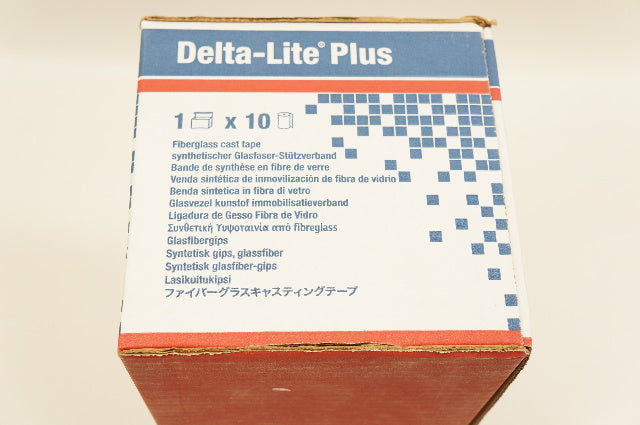 Delta-Lite® Plus
1 x 10
Fiberglass cast tape
synthetischer Glasfaser-Stützverband
Bande de synthèse en fibre de verre
Venda sintética de inmovilización de fibra de vidrio
Benda sintetica in fibra di vetro
Glasvezel kunstof immobilisatieverband
Ligadura de Gesso Fibra de Vidro
Συνθετική Υψοταινία από fibreglass
Glasfibergips
Syntetisk gips, glassfiber
Syntetisk glasfiber-gips
Lasikuitukipsi
ファイバーグラスキャスティングテープ